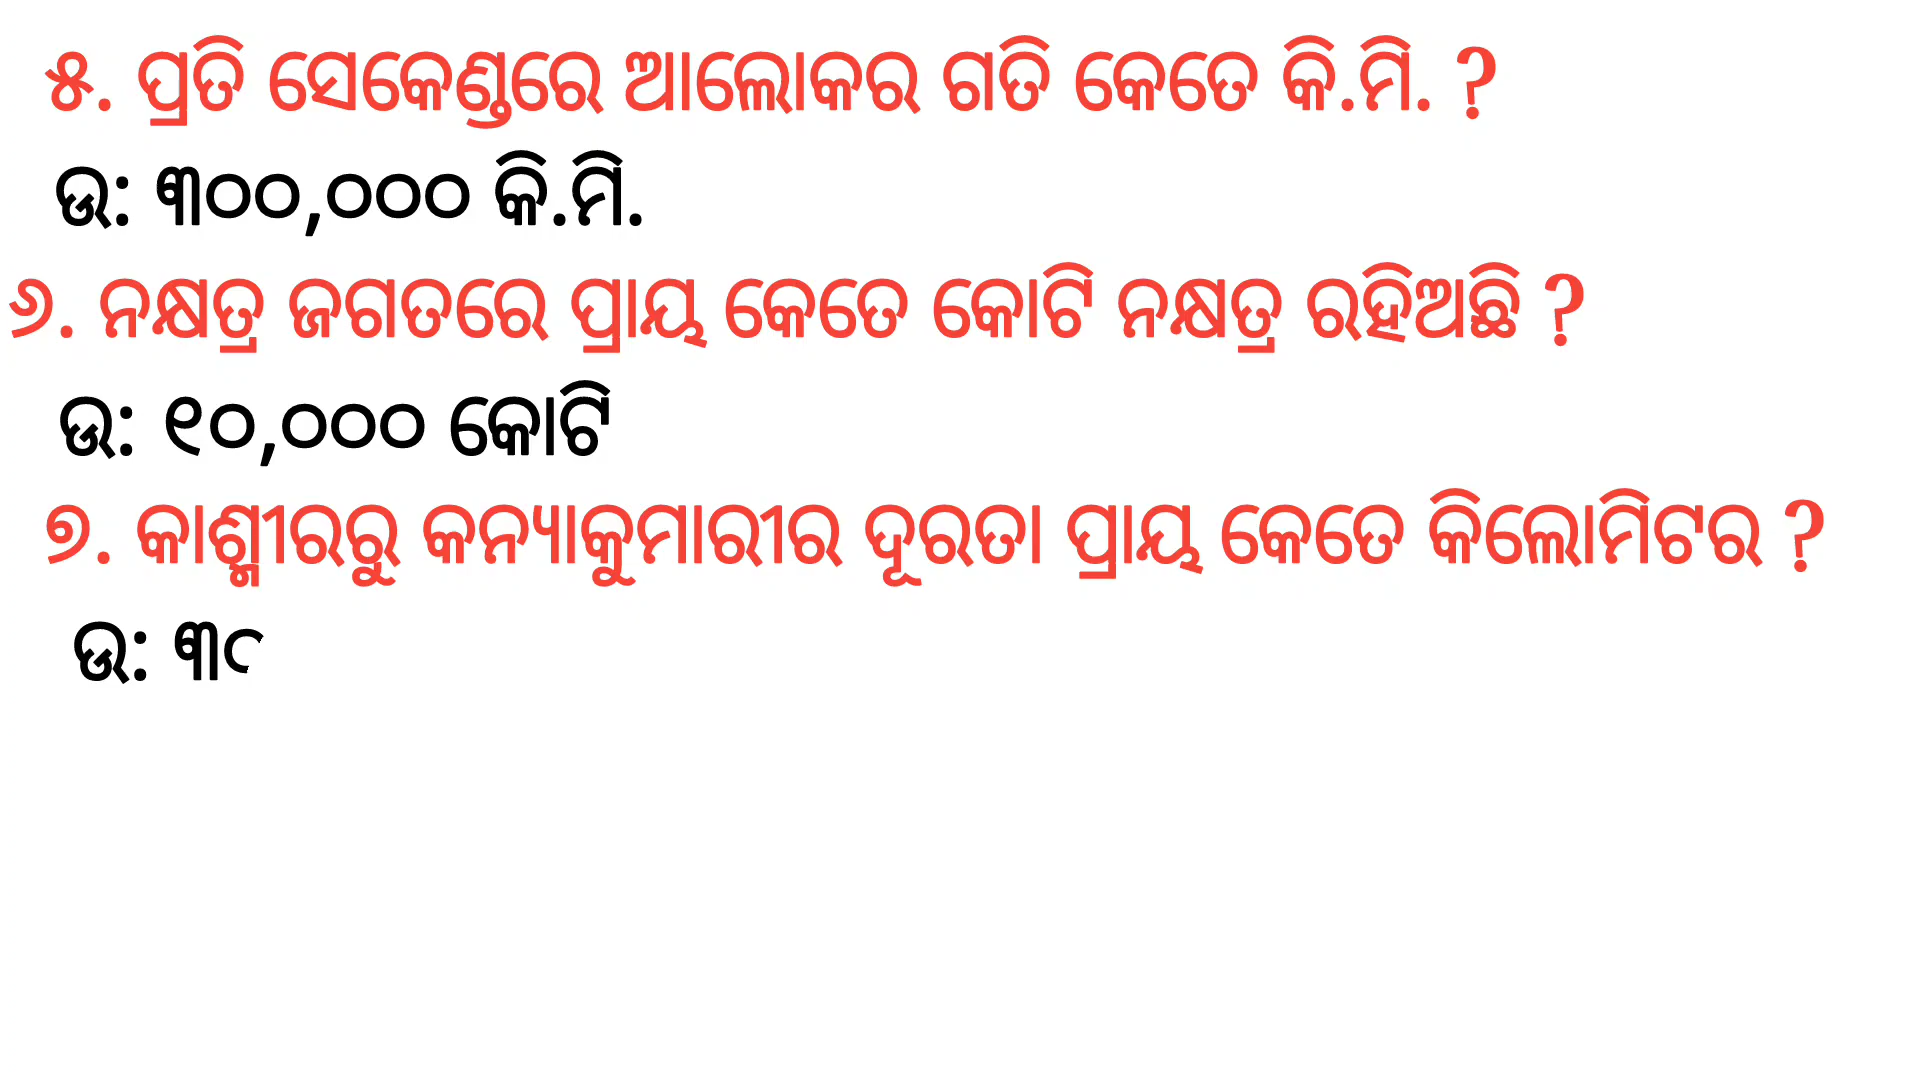 ୫. ପ୍ରତି ସେକେଣ୍ଡରେ ଆଲୋକର ଗତି କେତେ କି.ମି. ?
ଉ: ୩୦୦,୦୦୦ କି.ମି.
୬. ନକ୍ଷତ୍ର ଜଗତରେ ପ୍ରାୟ କେତେ କୋଟି ନକ୍ଷତ୍ର ରହିଅଛି ?
ଉ: ୧୦,୦୦୦ କୋଟି
୭. କାଶ୍ମୀରରୁ କନ୍ୟାକୁମାରୀର ଦୂରତା ପ୍ରାୟ କେତେ କିଲୋମିଟର ?
ଉ: